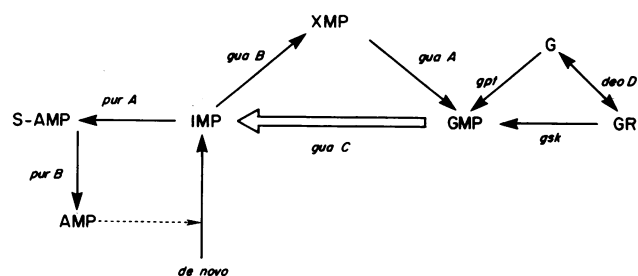 XMP
gua B
gua A
G
gpt
deo D
pur A
S-AMP
IMP
GMP
GR
gua C
gsk
pur B
AMP
de novo